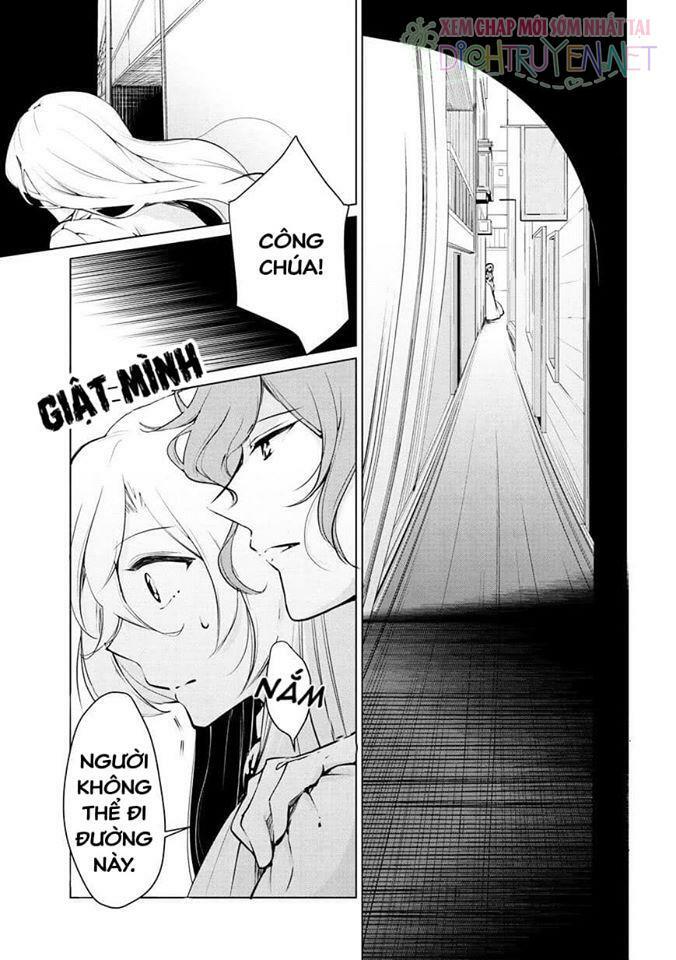 XEM CHAP MỚI SỚM NHẤT TẠI
DICHTRUYEN.NET
CÔNG
CHÚA!
GIẬT MÌNH
NẮM
NGƯỜI
KHÔNG
THỂ ĐI
ĐƯỜNG
NÀY.